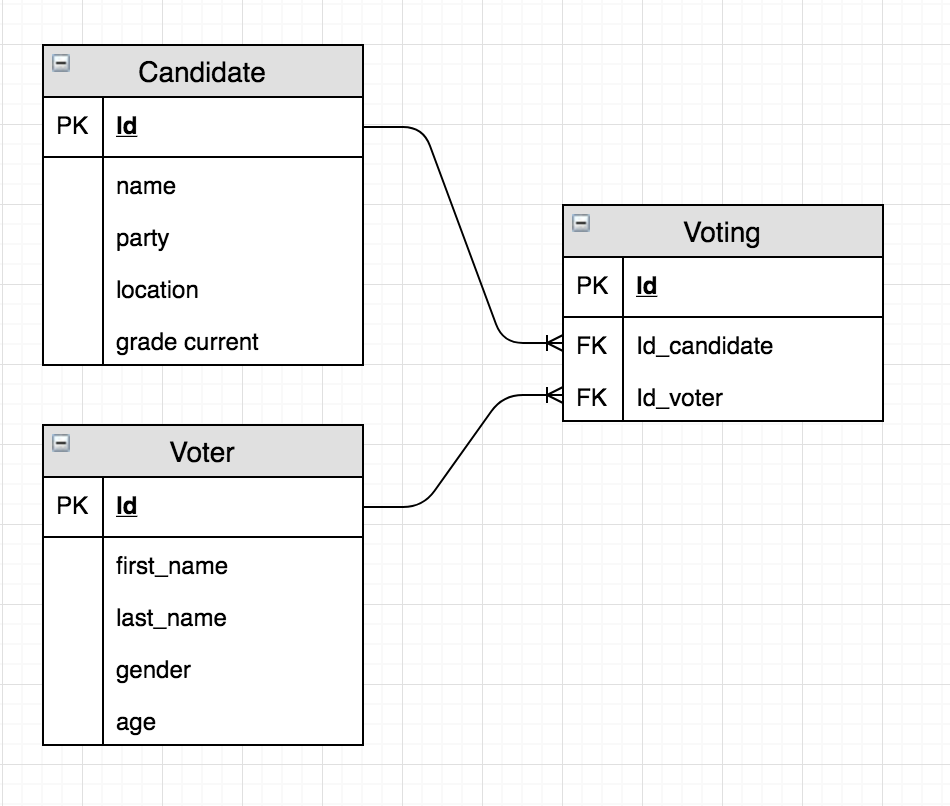 Candidate
PK Id
name
party
location
grade current
Voting
PK Id
FK Id_candidate
FK Id_voter
Voter
PK Id
first_name
last_name
gender
age